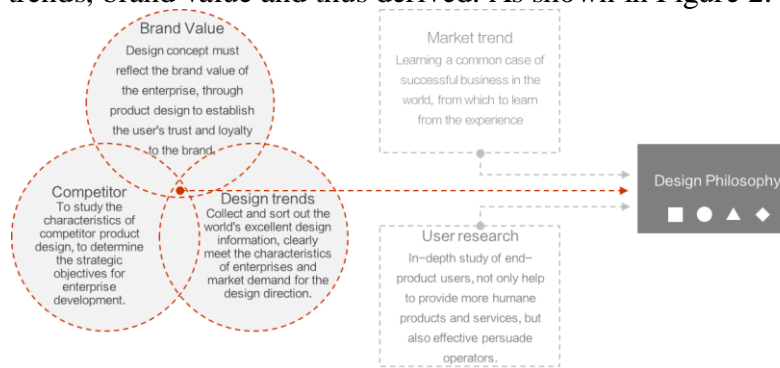 trends, brand value and thus derived. As shown in Figure 2.
Brand Value
Design concept must
reflect the brand value of
the enterprise, through
product design to establish
the user's trust and loyalty
to the brand
Competitor
To study the
characteristics of
competitor product
design, to determine
the strategic
objectives for
enterprise
development.
Design trends
Collect and sort out the
world's excellent design
information, clearly
meet the characteristics
of enterprises and
market demand for the
design direction.
Market trend
Learning a common case of
successful business in the
world, from which to learn
from the experience
User research
In-depth study of end-
product users, not only help
to provide more humane
products and services, but
also effective persuade
operators.
Design Philosophy